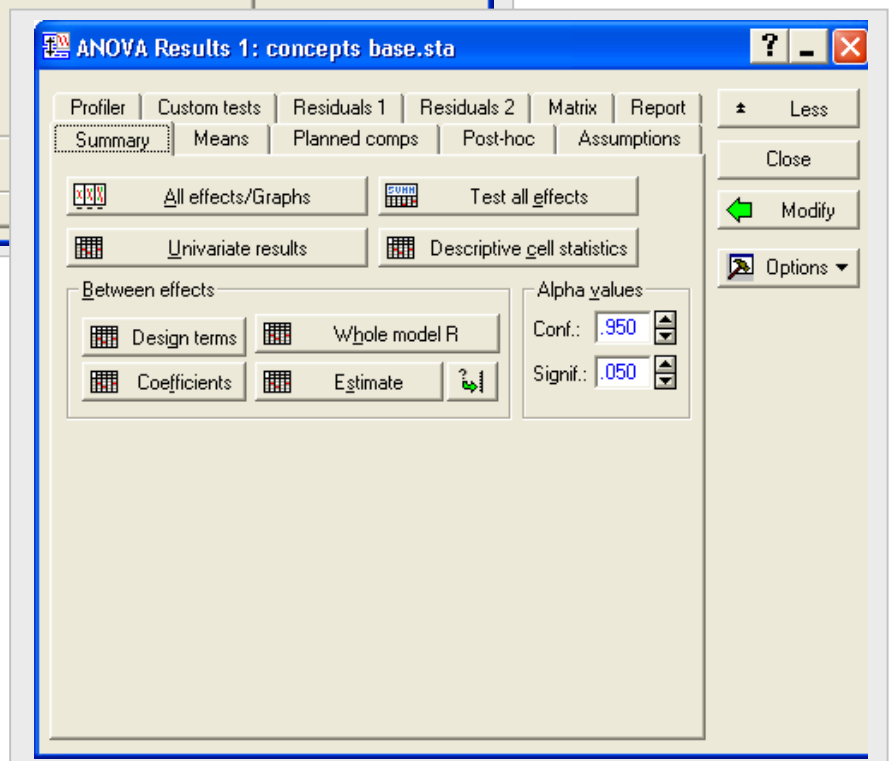 ANOVA Results 1: concepts base.sta
?
Profiler Custom tests Residuals 1 Residuals 2 Matrix Report
Summary Means Planned comps Post-hoc Assumptions
Less
Close
Modify
Options
All effects/Graphs
SUMM
Test all effects
Univariate results
Descriptive cell statistics
Between effects
Design terms
Whole model R
Coefficients
Estimate
?
Alpha values
Conf.: .950
Signif.: .050